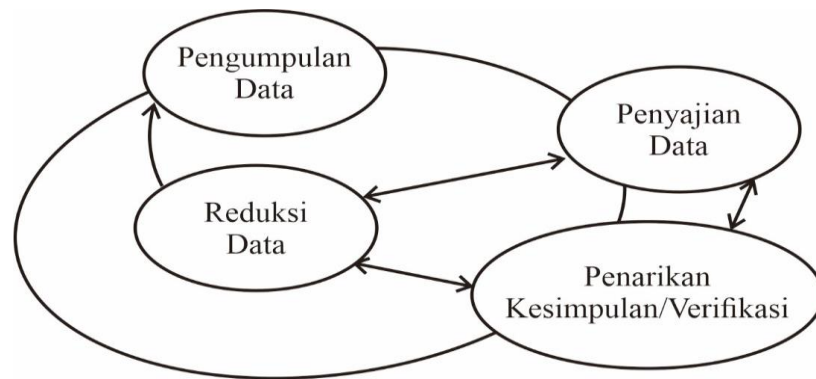 Pengumpulan
Data
Penyajian
Data
Reduksi
Data
Penarikan
Kesimpulan/Verifikasi